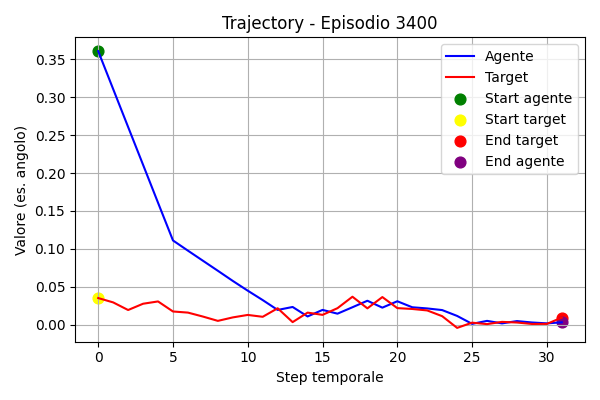 Trajectory - Episodio 3400
Valore (es. angolo)
0.35
0.30
0.25
0.20
0.15
0.10
0.05
0.00
Agente
Target
Start agente
Start target
End target
End agente
0 5 10 15 20 25 30
Step temporale